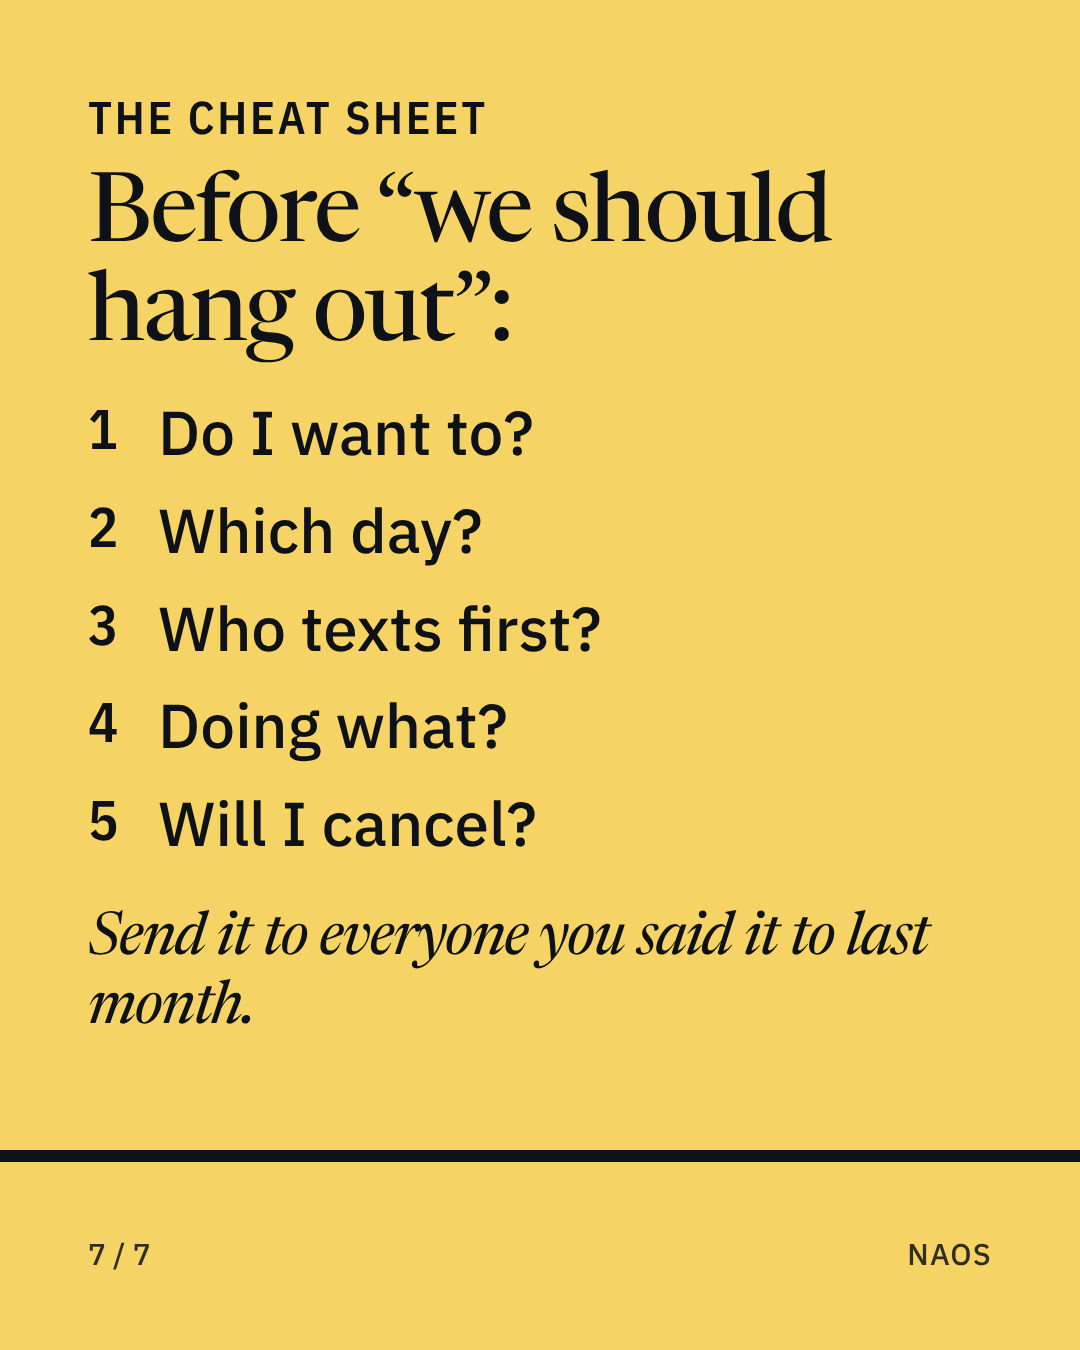 THE CHEAT SHEET
Before “we should
hang out”:
1 Do I want to?
2 Which day?
3 Who texts first?
4 Doing what?
5 Will I cancel?
Send it to everyone you said it to last
month.
7 / 7
NAOS